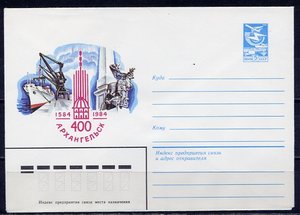 1584 1984
400
АРХАНГЕЛЬСК
Куда
Кому
Индекс предприятия связи и адрес отправителя
Индекс предприятия связи места назначения